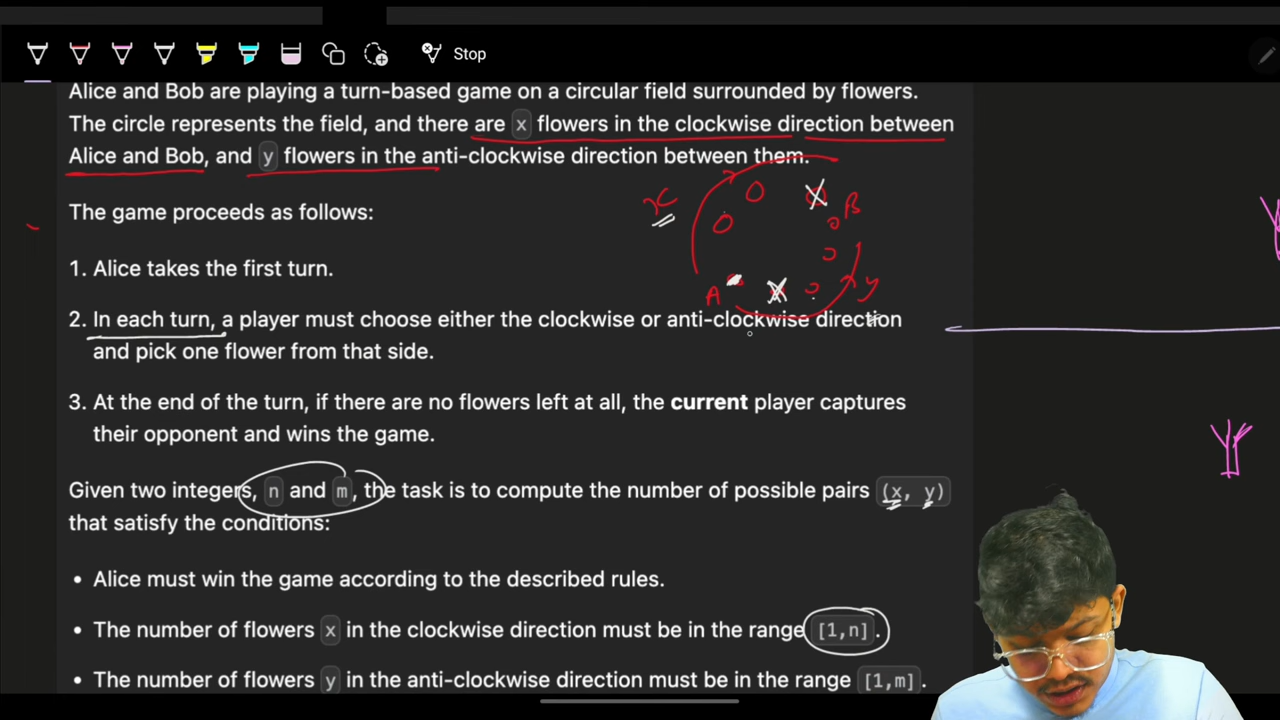 Stop
Alice and Bob are playing a turn-based game on a circular field surrounded by flowers.
The circle represents the field, and there are x flowers in the clockwise direction between
Alice and Bob, and y flowers in the anti-clockwise direction between them.
x
B
The game proceeds as follows:
1. Alice takes the first turn.
A
y
2. In each turn, a player must choose either the clockwise or anti-clockwise direction
and pick one flower from that side.
3. At the end of the turn, if there are no flowers left at all, the current player captures
their opponent and wins the game.
Given two integers, n and m, the task is to compute the number of possible pairs (x, y)
that satisfy the conditions:
• Alice must win the game according to the described rules.
• The number of flowers x in the clockwise direction must be in the range [1,n].
• The number of flowers y in the anti-clockwise direction must be in the range [1,m].